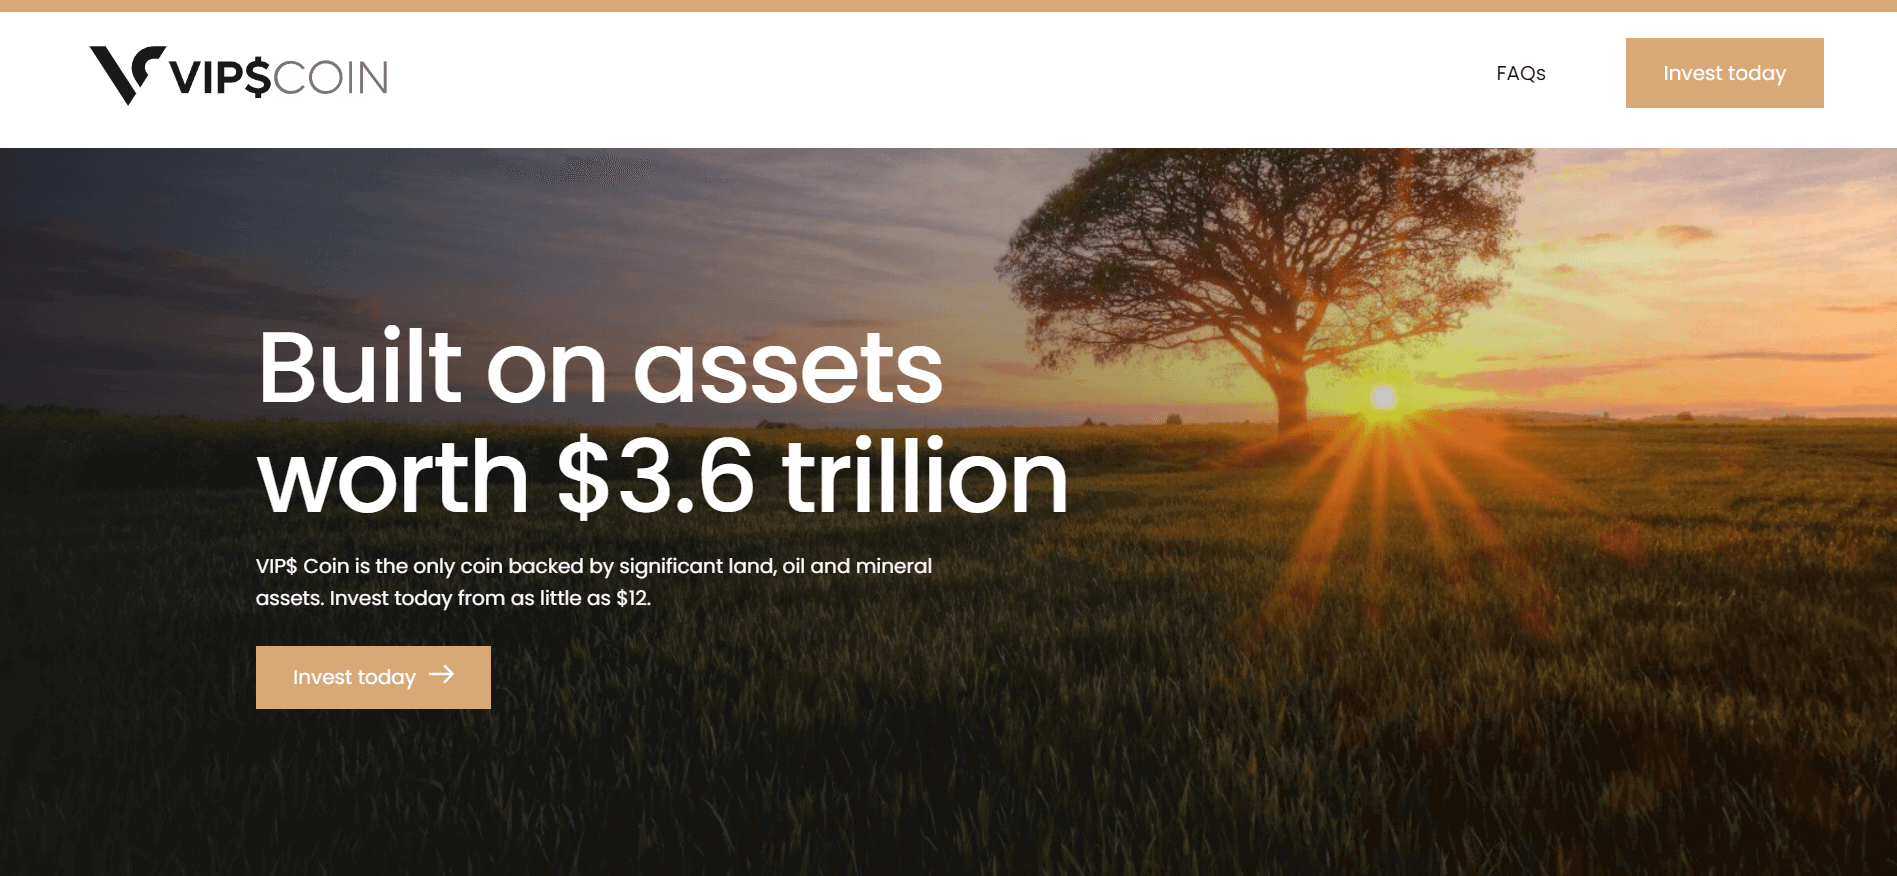 VIP$COIN
FAQs
Invest today
Built on assets
worth $3.6 trillion
VIP$ Coin is the only coin backed by significant land, oil and mineral
assets. Invest today from as little as $12.
Invest today →